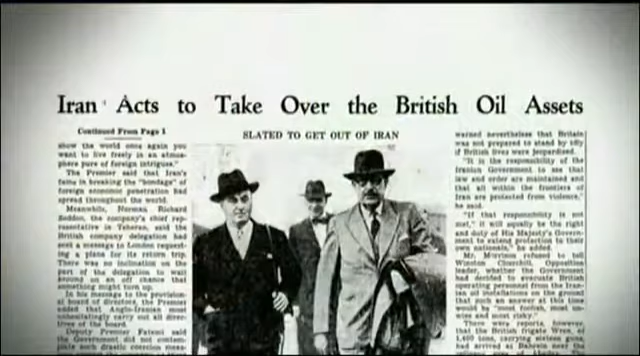 Iran Acts to Take Over the British Oil Assets
Continued From Page 1
SLATED TO GET OUT OF IRAN
show the world once again you
want to live freely in an atmos-
phere pure of foreign intrigues."
The Premier said that Iran's
fame in breaking the "bondage" of
foreign economic penetration had
spread throughout the world.
Meanwhile, Norman Richard
Seddon, the company's chief rep-
resentative in Teheran, said the
British company delegation had
sent a message to London request-
ing a plane for its return trip.
There was no inclination on the
part of the delegation to wait
around on an off chance that
something might turn up.
In his message to the provision-
al board of directors, the Premier
added that Anglo-Iranian must
unhesitatingly carry out all direc-
tives of the board.
Deputy Premier Fatemi said
the Government did not contem-
plate such drastic coercion
warned nevertheless that Britain
was not prepared to stand by idly
if British lives were jeopardized.
"It is the responsibility of the
Iranian Government to see that
law and order are maintained and
that all within the frontiers of
Iran are protected from violence,"
he said.
"If that responsibility is not
met," it will equally be the right
and duty of His Majesty's Govern-
ment to extend protection to their
own nationals," he added.
Mr. Morrison refused to tell
Winston Churchill, Opposition
leader, whether the Government
had decided to evacuate British
operating personnel from the Iran-
ian oil installations on the ground
that such an answer at this time
would be "most foolish, most un-
wise and most risky."
There were reports, however,
that the British frigate Wren, of
1,400 tons, carrying sixteen guns,
had arrived at Bahrein near the